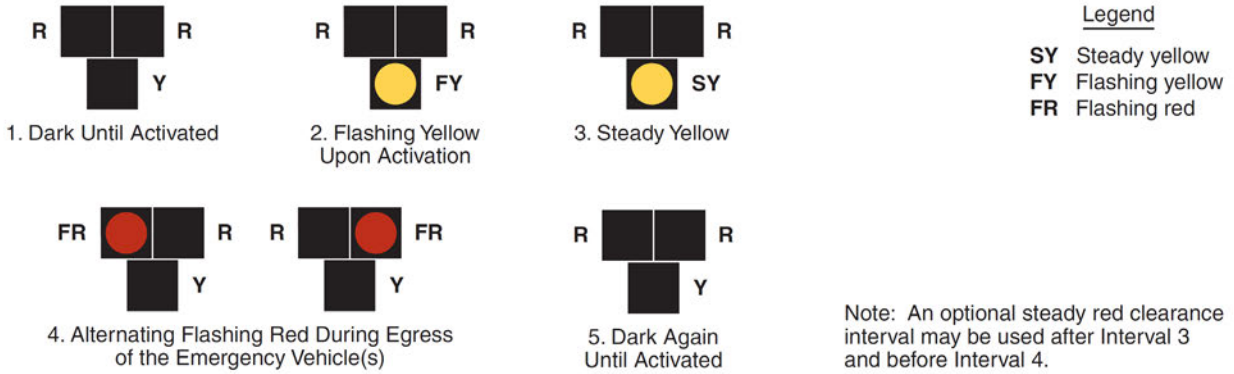 R R
Y
1. Dark Until Activated
R R
FY
2. Flashing Yellow
Upon Activation
R R
SY
3. Steady Yellow
Legend
SY Steady yellow
FY Flashing yellow
FR Flashing red
FR R
Y
R FR
Y
4. Alternating Flashing Red During Egress
of the Emergency Vehicle(s)
R R
Y
5. Dark Again
Until Activated
Note: An optional steady red clearance
interval may be used after Interval 3
and before Interval 4.